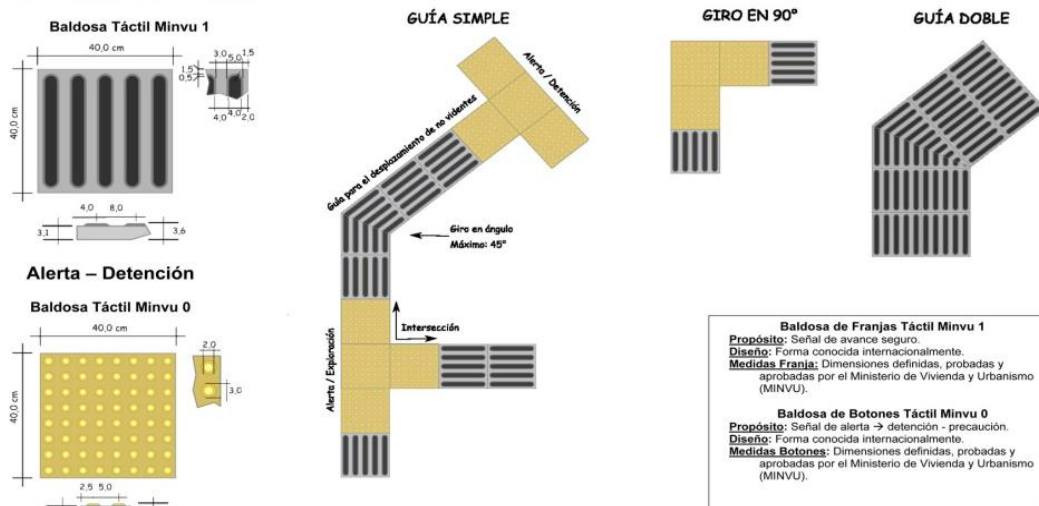 Baldosa Táctil Minvu 1
40,0 cm
40,0 cm
3,0
1,5
5,0
1,5
0,5
4,0
4,0
2,0
4,0
8,0
3,1
3,6
Alerta – Detención
Baldosa Táctil Minvu 0
40,0 cm
40,0 cm
2,0
3,0
2,5
5,0
GUÍA SIMPLE
Alerta / Detención
Guía para el desplazamiento de no videntes
Giro en ángulo
Máximo: 45º
Intersección
Alerta / Exploración
GIRO EN 90º
GUÍA DOBLE
Baldosa de Franjas Táctil Minvu 1
Propósito: Señal de avance seguro.
Diseño: Forma conocida internacionalmente.
Medidas Franja: Dimensiones definidas, probadas y
aprobadas por el Ministerio de Vivienda y Urbanismo
(MINVU).
Baldosa de Botones Táctil Minvu 0
Propósito: Señal de alerta → detención - precaución.
Diseño: Forma conocida internacionalmente.
Medidas Botones: Dimensiones definidas, probadas y
aprobadas por el Ministerio de Vivienda y Urbanismo
(MINVU).